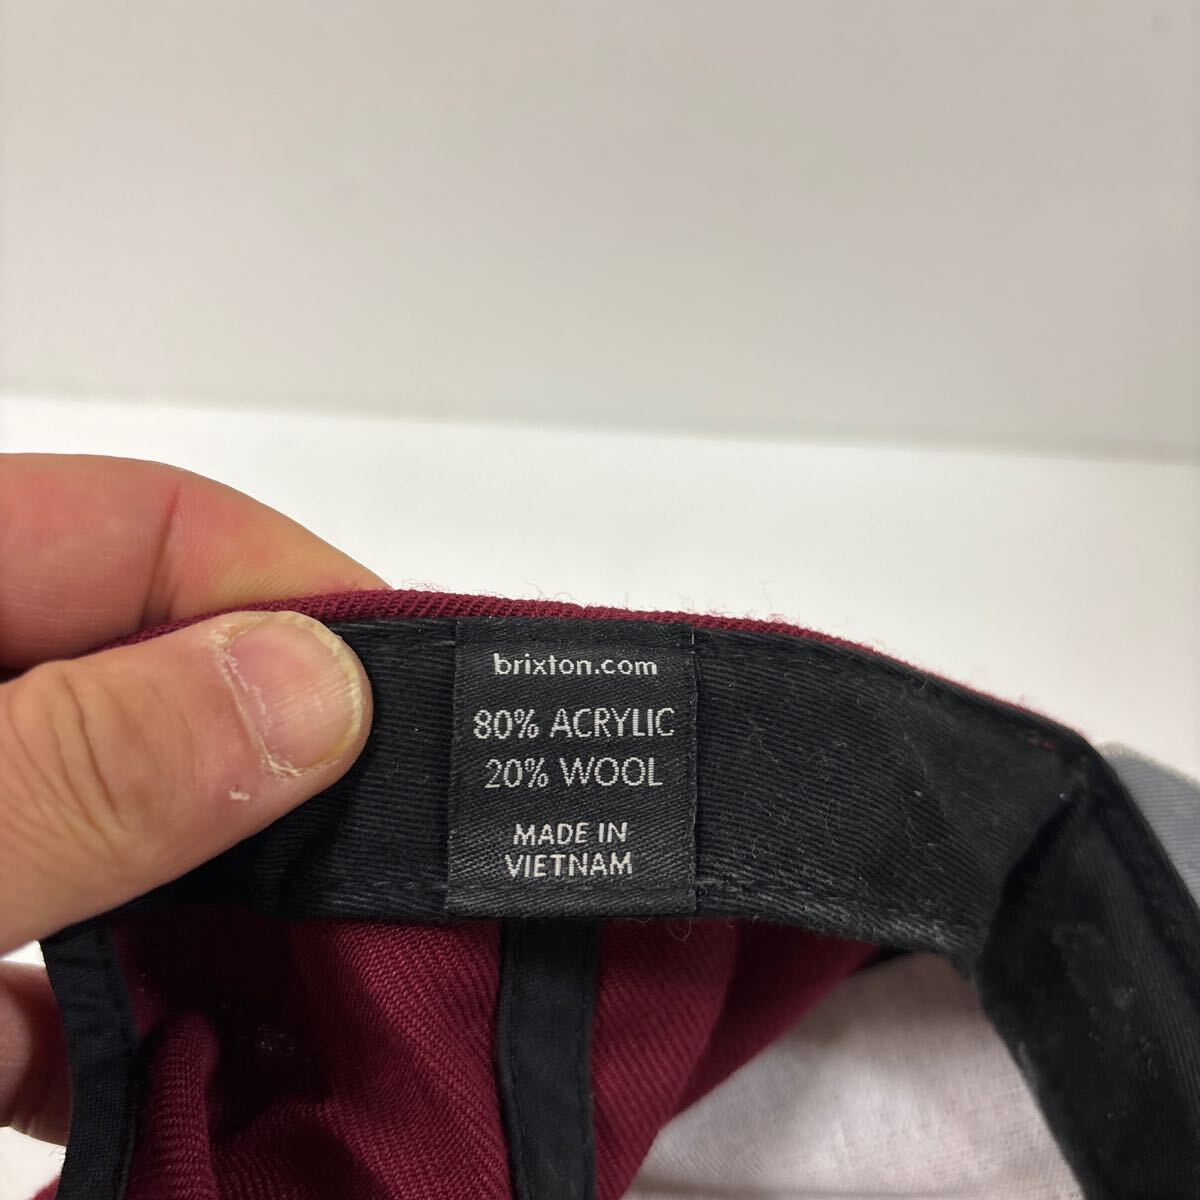 brixton.com
80% ACRYLIC
20% WOOL
MADE IN
VIETNAM